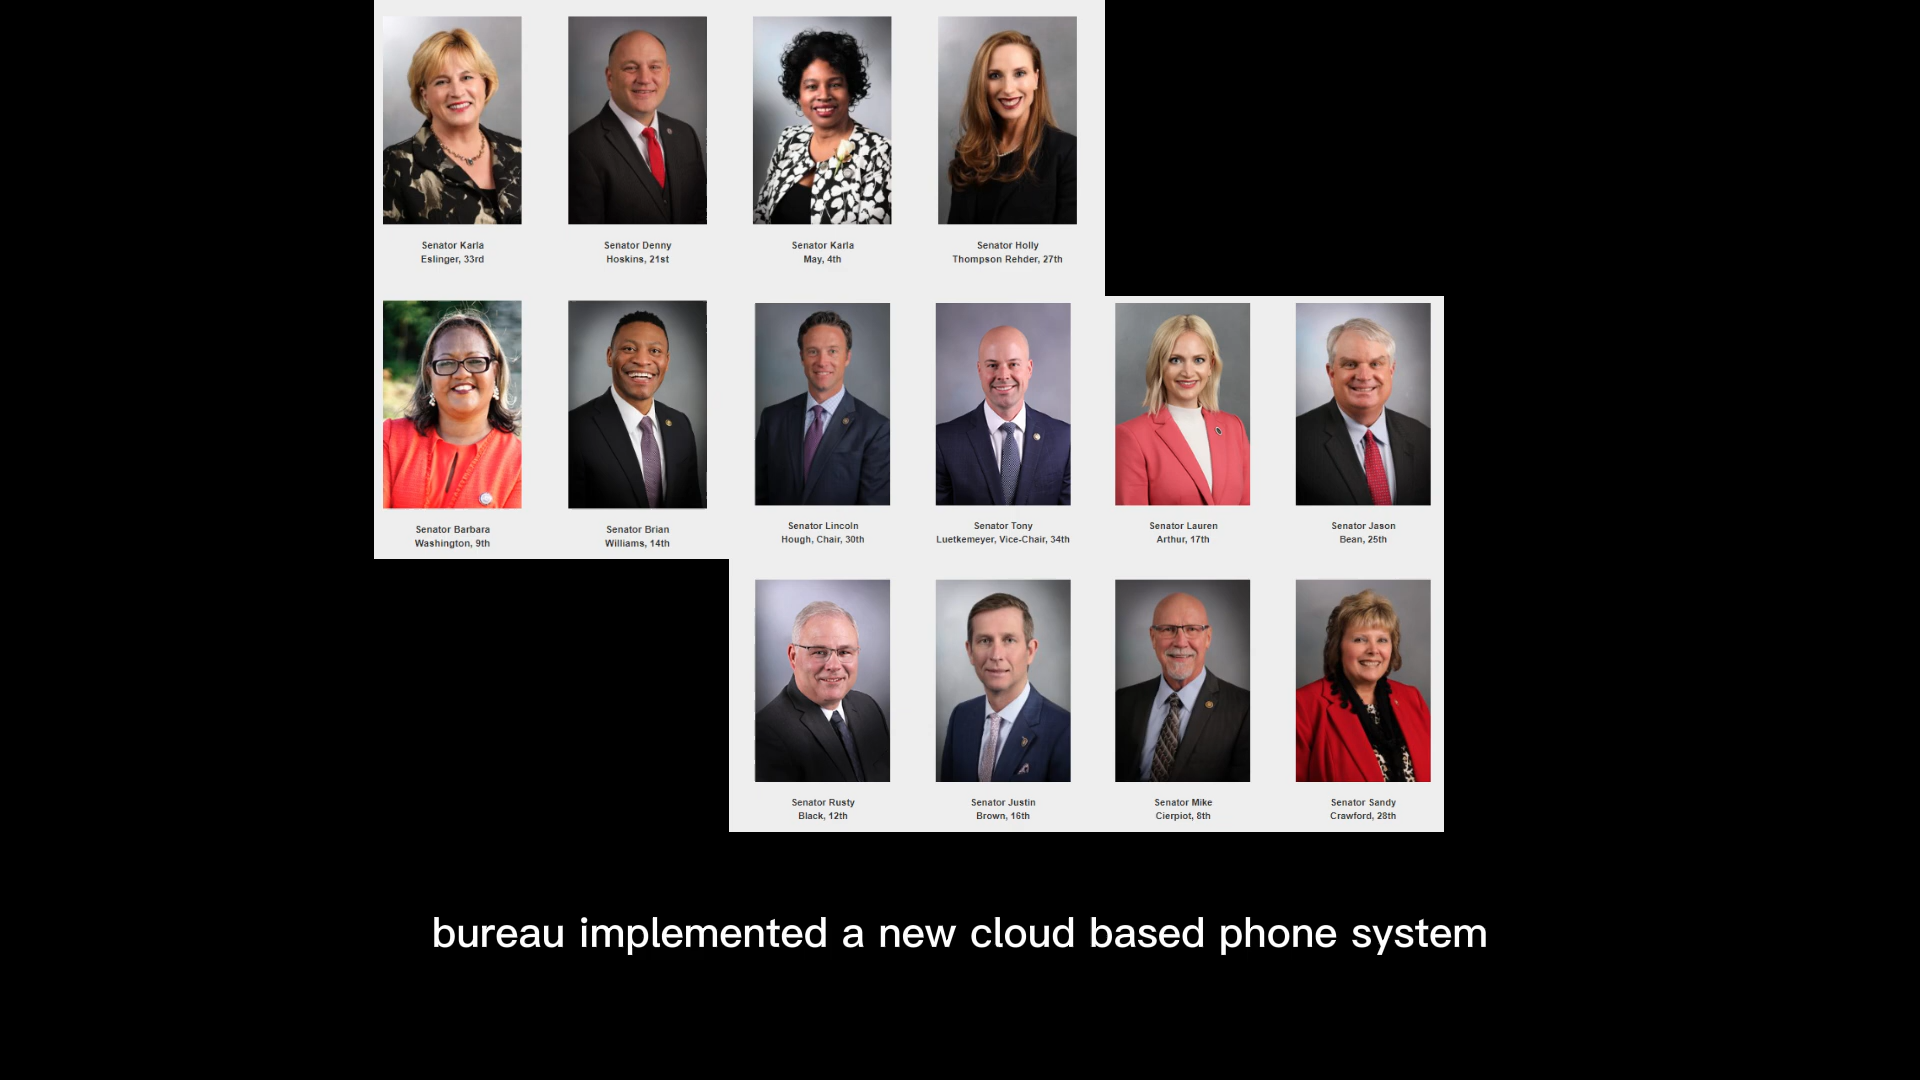 Senator Karla
Eslinger, 33rd
Senator Denny
Hoskins, 21st
Senator Karla
May, 4th
Senator Holly
Thompson Rehder, 27th
Senator Barbara
Washington, 9th
Senator Brian
Williams, 14th
Senator Lincoln
Hough, Chair, 30th
Senator Tony
Luetkemeyer, Vice-Chair, 34th
Senator Lauren
Arthur, 17th
Senator Jason
Bean, 25th
Senator Rusty
Black, 12th
Senator Justin
Brown, 16th
Senator Mike
Cierpiot, 8th
Senator Sandy
Crawford, 28th
bureau implemented a new cloud based phone system